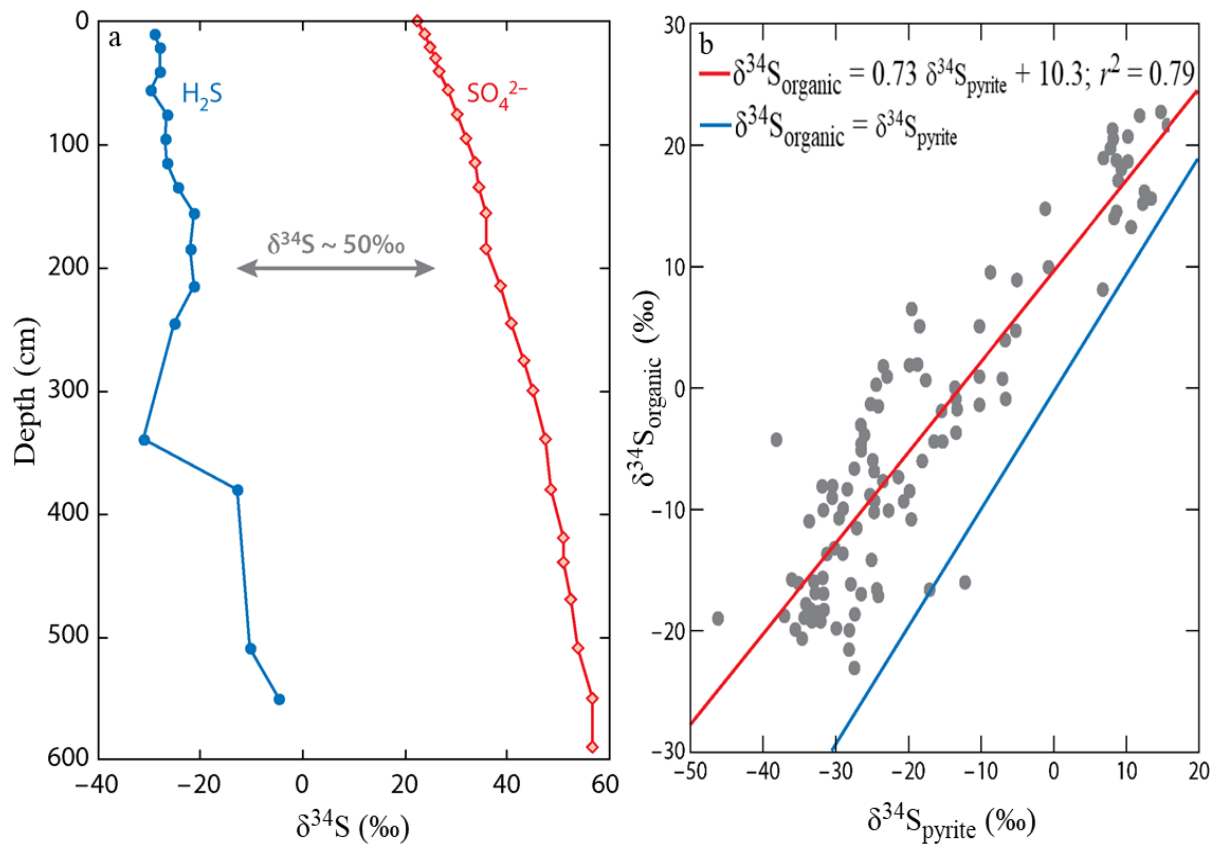 a
H₂S
SO₄²⁻
δ³⁴S ~ 50‰
0
100
200
300
400
500
600
Depth (cm)
−40
−20
0
20
40
60
δ³⁴S (‰)
b
δ³⁴Sorganic = 0.73 δ³⁴Spyrite + 10.3; r² = 0.79
δ³⁴Sorganic = δ³⁴Spyrite
30
20
10
0
−10
−20
−30
δ³⁴Sorganic (‰)
−50
−40
−30
−20
−10
0
10
20
δ³⁴Spyrite (‰)